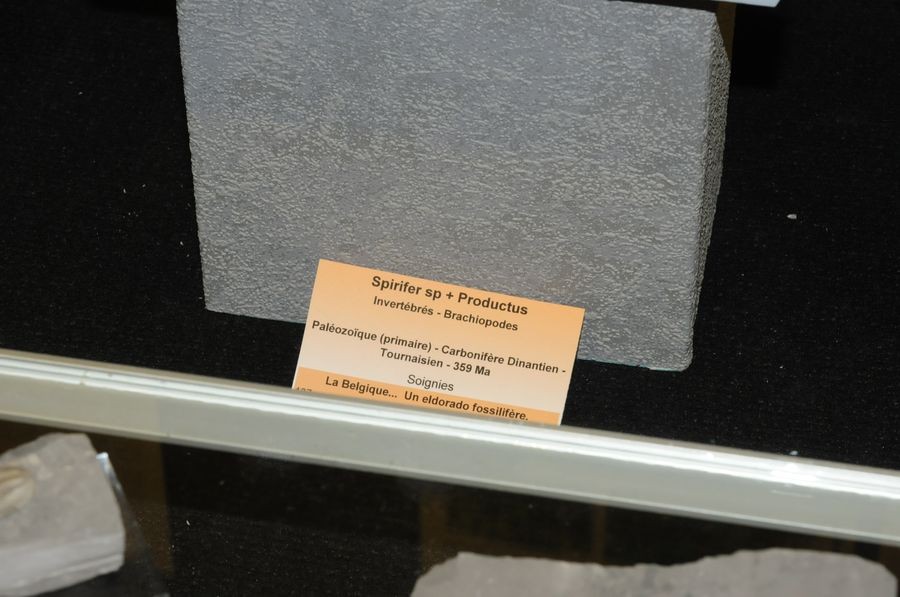 Spirifer sp + Productus
Invertébrés - Brachiopodes
Paléozoïque (primaire) - Carbonifère Dinantien -
Tournaisien - 359 Ma
Soignies
La Belgique... Un eldorado fossilifère.